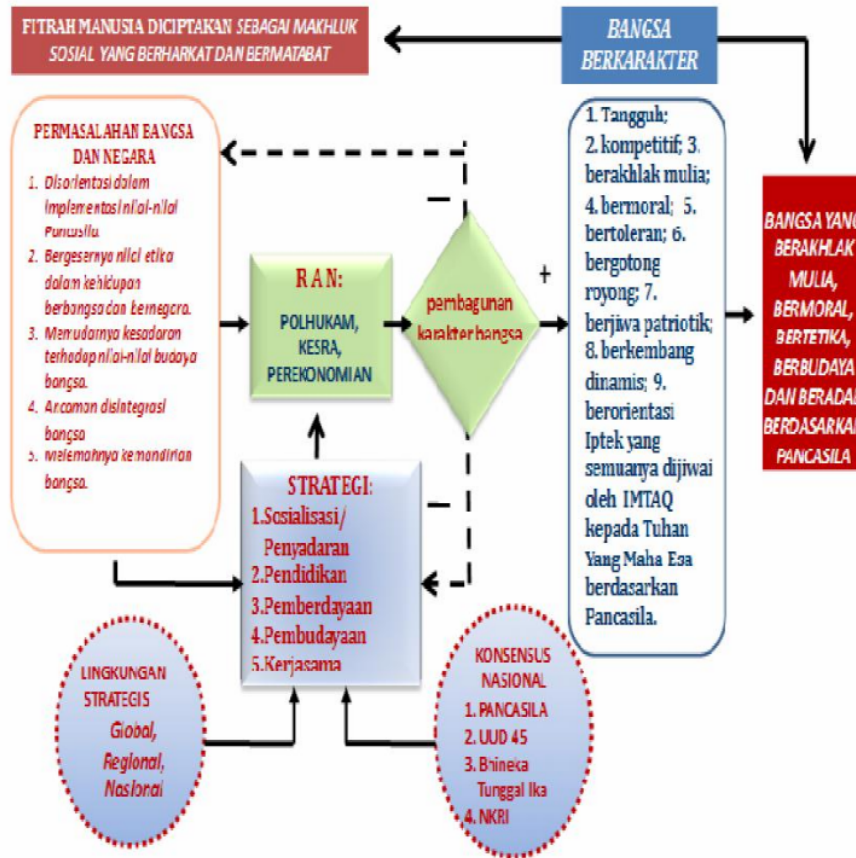 FITRAH MANUSIA DICIPTAKAN SEBAGAI MAKHLUK
SOSIAL YANG BERHARKAT DAN BERMATABAT
BANGSA
BERKARAKTER
PERMASALAHAN BANGSA
DAN NEGARA
1. Disorientasi dalam
implementasi nilai-nilai
Pancasila.
2. Bergesernya nilai etika
dalam kehidupan
berbangsa dan bernegara.
3. Memudarnya kesadaran
terhadap nilai-nilai budaya
bangsa.
4. Ancaman disintegrasi
bangsa
5. Melemahnya kemandirian
bangsa.
RAN:
POLHUKAM,
KESRA,
PEREKONOMIAN
−
pembagunan
karakter bangsa
+
−
1. Tangguh;
2. kompetitif; 3.
berakhlak mulia;
4. bermoral; 5.
bertoleran; 6.
bergotong
royong; 7.
berjiwa patriotik;
8. berkembang
dinamis; 9.
berorientasi
Iptek yang
semuanya dijiwai
oleh IMTAQ
kepada Tuhan
Yang Maha Esa
berdasarkan
Pancasila.
BANGSA YANG
BERAKHLAK
MULIA,
BERMORAL,
BERTETIKA,
BERBUDAYA
DAN BERADAB
BERDASARKAN
PANCASILA
STRATEGI:
1.Sosialisasi/
Penyadaran
2.Pendidikan
3.Pemberdayaan
4.Pembudayaan
5.Kerjasama
LINGKUNGAN
STRATEGIS
Global,
Regional,
Nasional
KONSENSUS
NASIONAL
1. PANCASILA
2. UUD 45
3. Bhineka
Tunggal Ika
4. NKRI